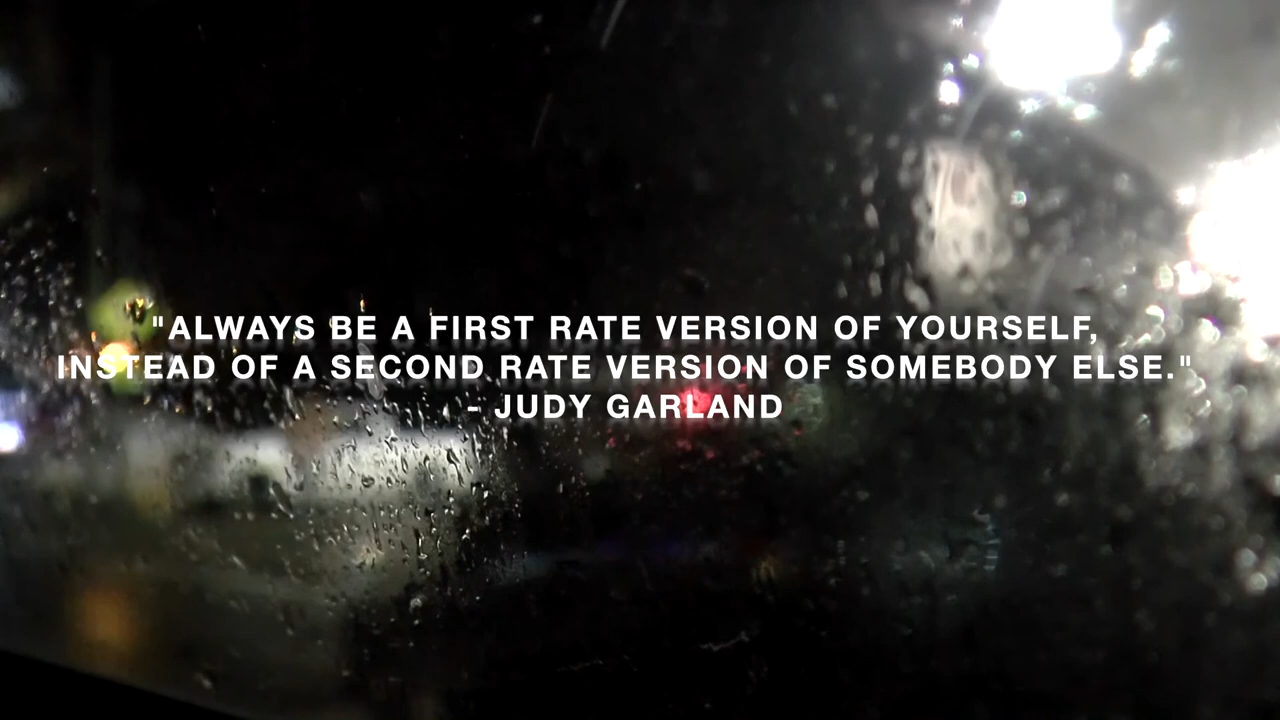 "ALWAYS BE A FIRST RATE VERSION OF YOURSELF,
INSTEAD OF A SECOND RATE VERSION OF SOMEBODY ELSE."
- JUDY GARLAND